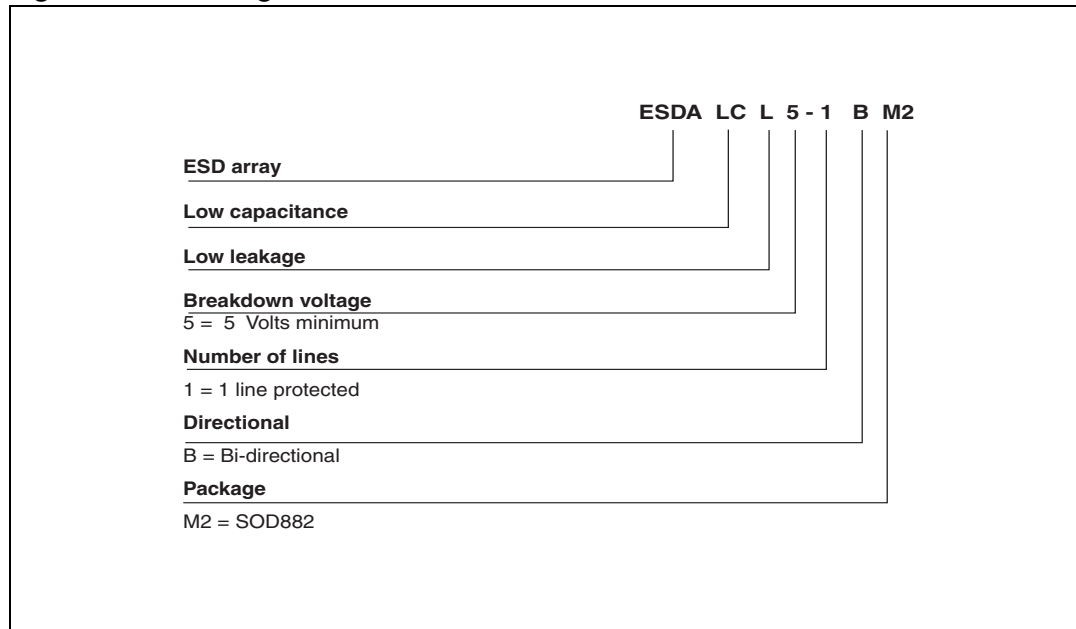 ESDA LC L 5 - 1 B M2
ESD array
Low capacitance
Low leakage
Breakdown voltage
5 = 5 Volts minimum
Number of lines
1 = 1 line protected
Directional
B = Bi-directional
Package
M2 = SOD882